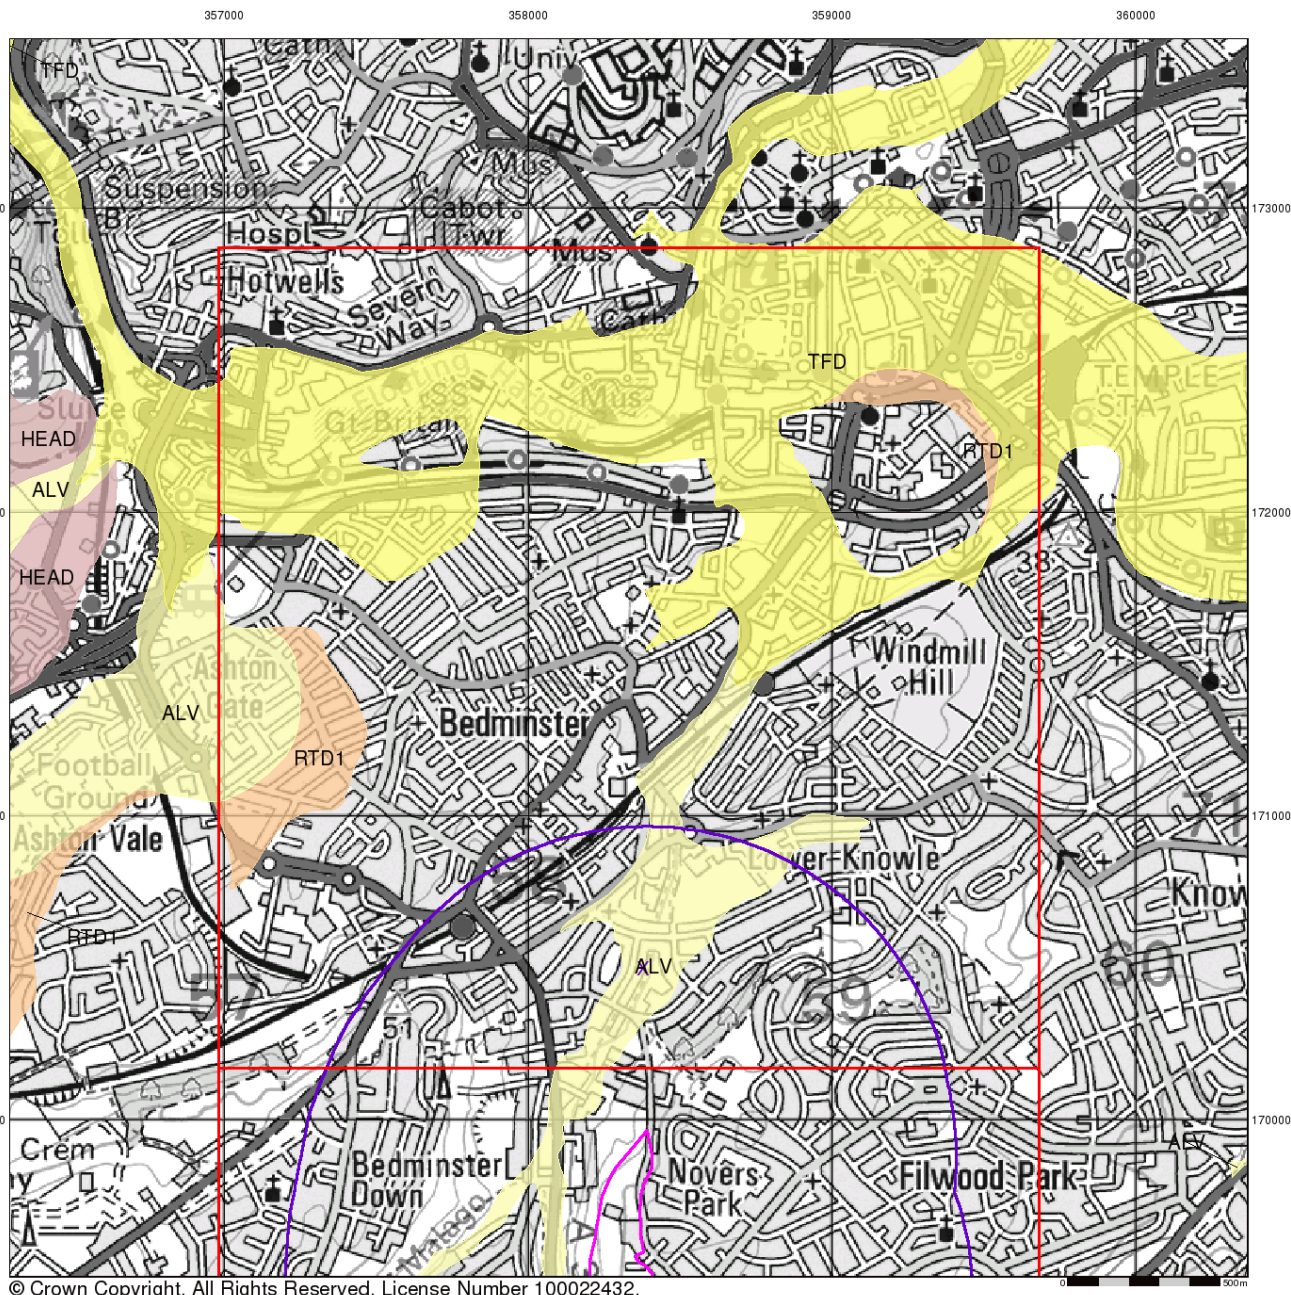 357000
358000
359000
360000
Cath
Univ
TFD
Mus
Suspension
Br
Cabot
Twr
Hospl
173000
Mus
Hotwells
Severn
Way
Cath
TFD
TEMPLE
STA
Mus
Gt Britain
HEAD
RTD1
ALV
172000
HEAD
38
Windmill
Hill
Ashton
Gate
ALV
Bedminster
RTD1
Football
Ground
71
171000
Ashton Vale
Lower Knowle
Know
RTD1
ALV
57
59
60
51
170000
ALV
Crem
Bedminster
Down
Novers
Park
Filwood Park
Malago
A
0
500m
© Crown Copyright. All Rights Reserved. License Number 100022432.